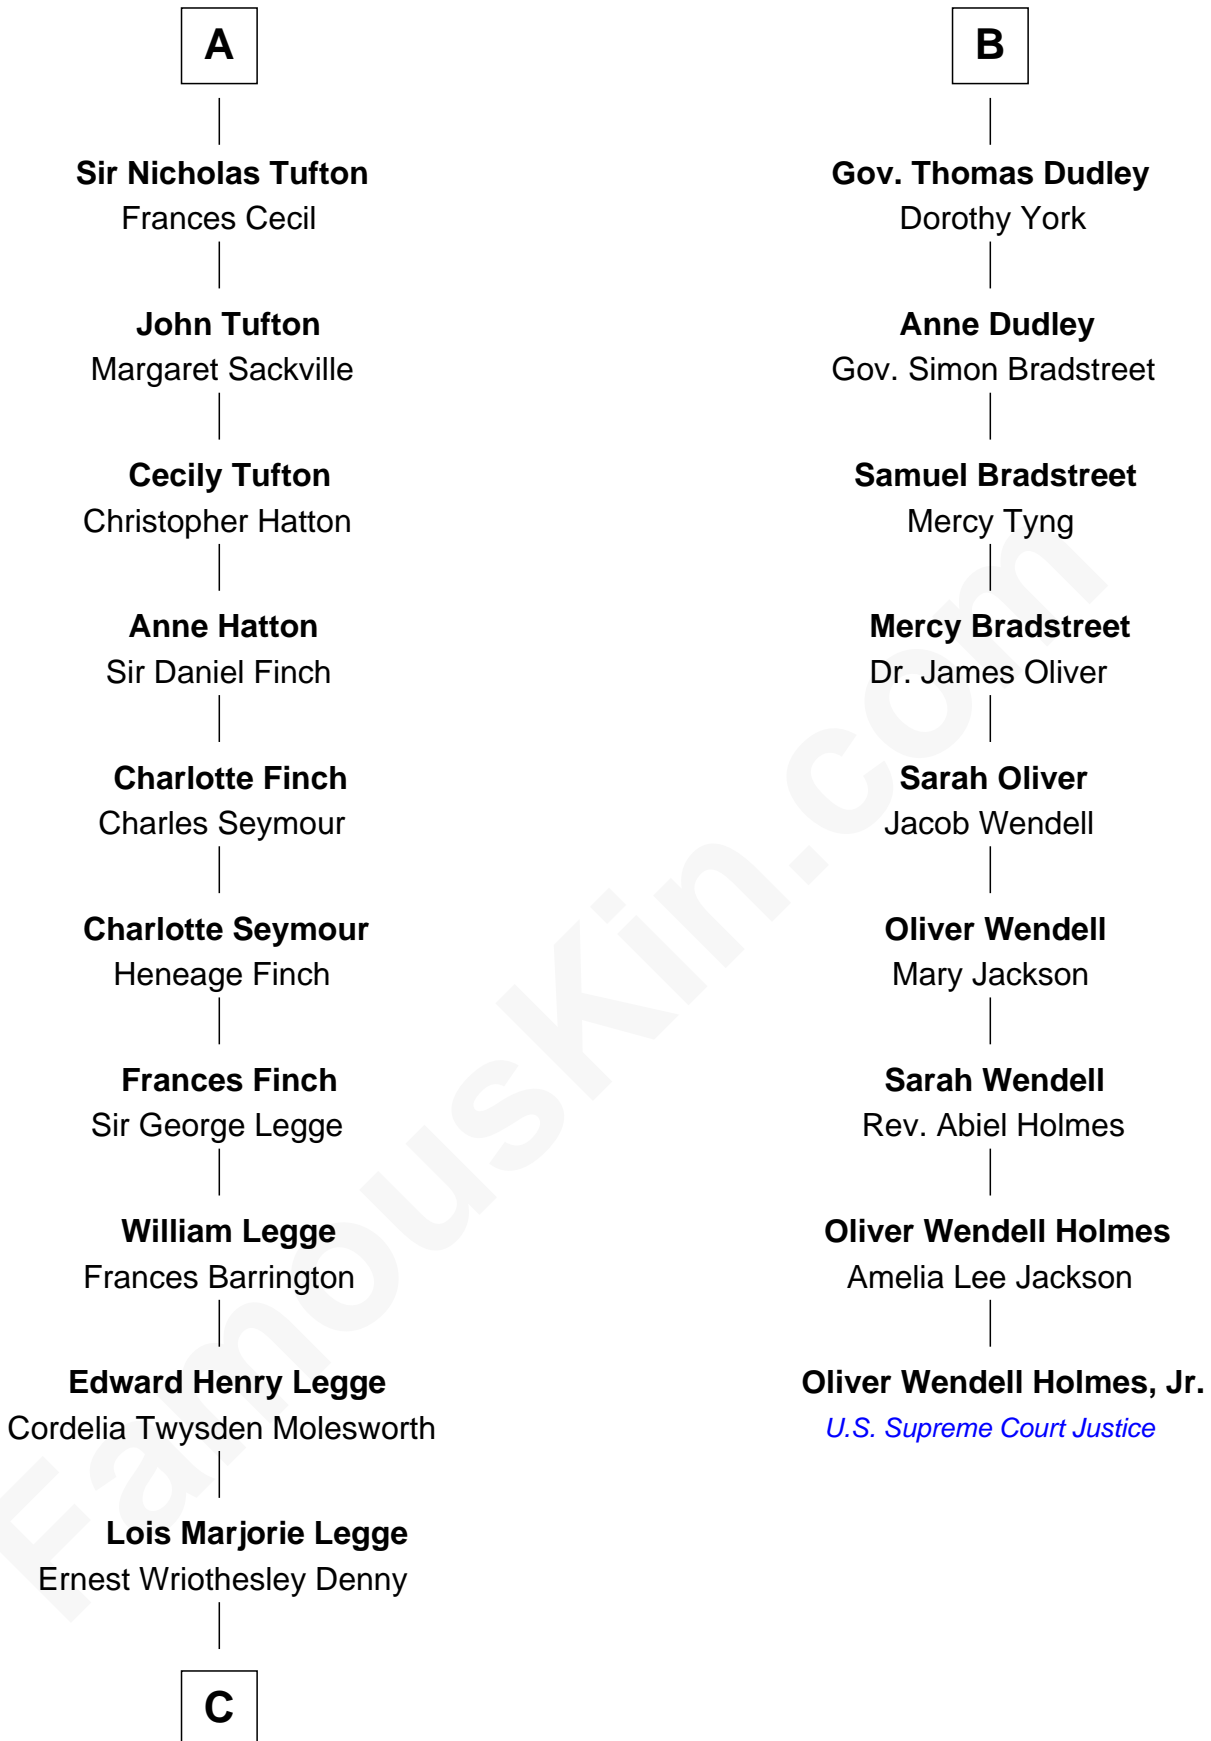 A
Sir Nicholas Tufton
Frances Cecil
John Tufton
Margaret Sackville
Cecily Tufton
Christopher Hatton
Anne Hatton
Sir Daniel Finch
Charlotte Finch
Charles Seymour
Charlotte Seymour
Heneage Finch
Frances Finch
Sir George Legge
William Legge
Frances Barrington
Edward Henry Legge
Cordelia Twysden Molesworth
Lois Marjorie Legge
Ernest Wriothesley Denny
C
B
Gov. Thomas Dudley
Dorothy York
Anne Dudley
Gov. Simon Bradstreet
Samuel Bradstreet
Mercy Tyng
Mercy Bradstreet
Dr. James Oliver
Sarah Oliver
Jacob Wendell
Oliver Wendell
Mary Jackson
Sarah Wendell
Rev. Abiel Holmes
Oliver Wendell Holmes
Amelia Lee Jackson
Oliver Wendell Holmes, Jr.
U.S. Supreme Court Justice
FamousKin.com